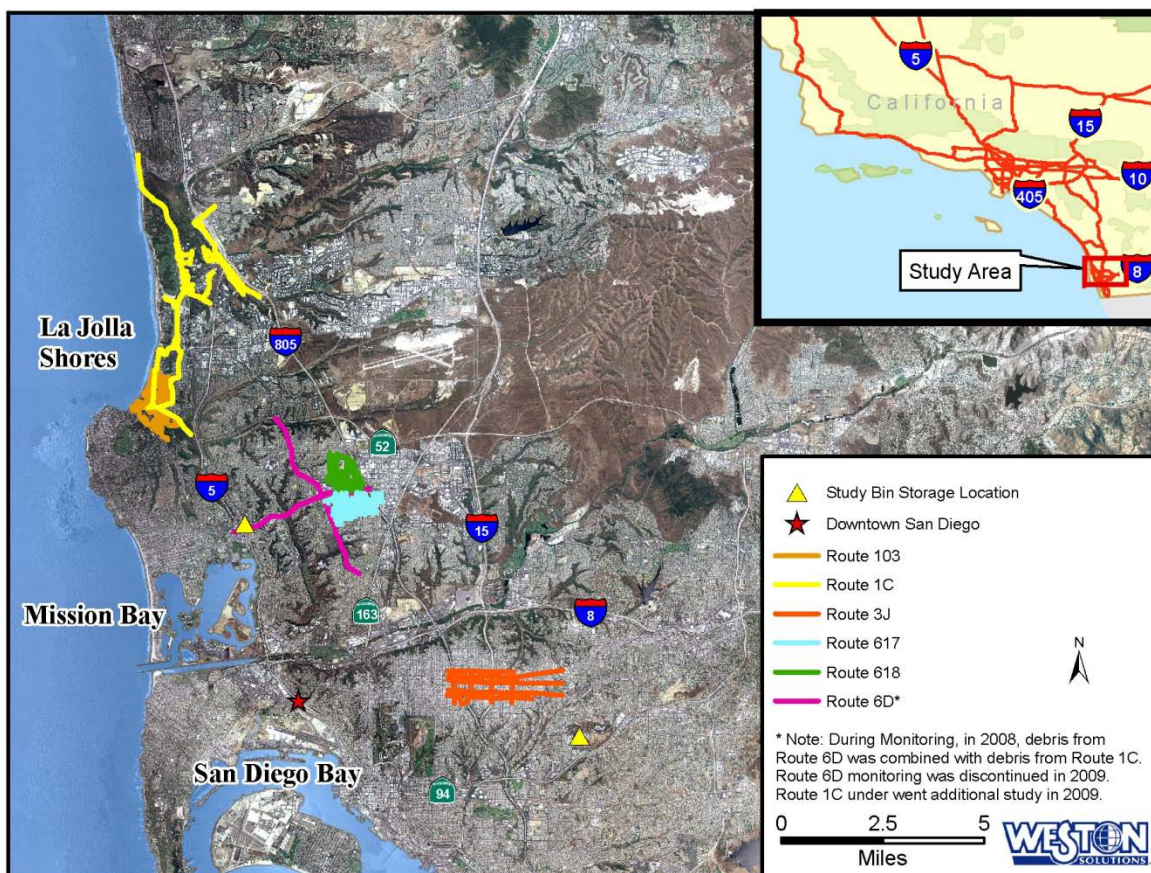 La Jolla
Shores
805
52
5
15
163
8
Mission Bay
San Diego Bay
94
5
California
15
10
405
8
Study Area
Study Bin Storage Location
Downtown San Diego
Route 103
Route 1C
Route 3J
Route 617
Route 618
Route 6D*
N
* Note: During Monitoring, in 2008, debris from
Route 6D was combined with debris from Route 1C.
Route 6D monitoring was discontinued in 2009.
Route 1C under went additional study in 2009.
0 2.5 5
Miles
WESTON
SOLUTIONS